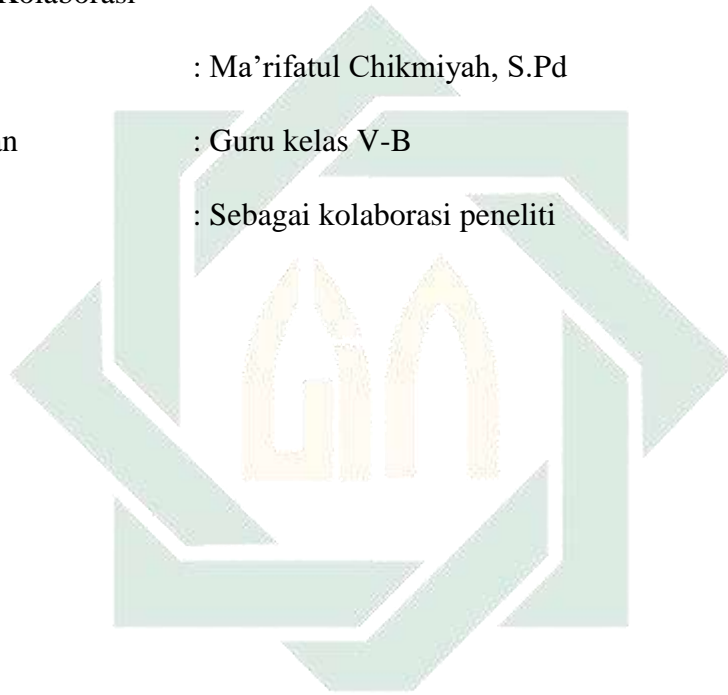 Kolaborasi
: Ma’rifatul Chikmiyah, S.Pd
an : Guru kelas V-B
: Sebagai kolaborasi peneliti